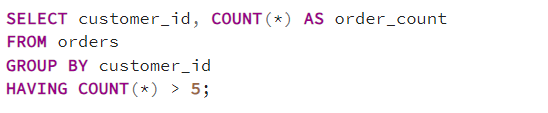 SELECT customer_id, COUNT(*) AS order_count
FROM orders
GROUP BY customer_id
HAVING COUNT(*) > 5;